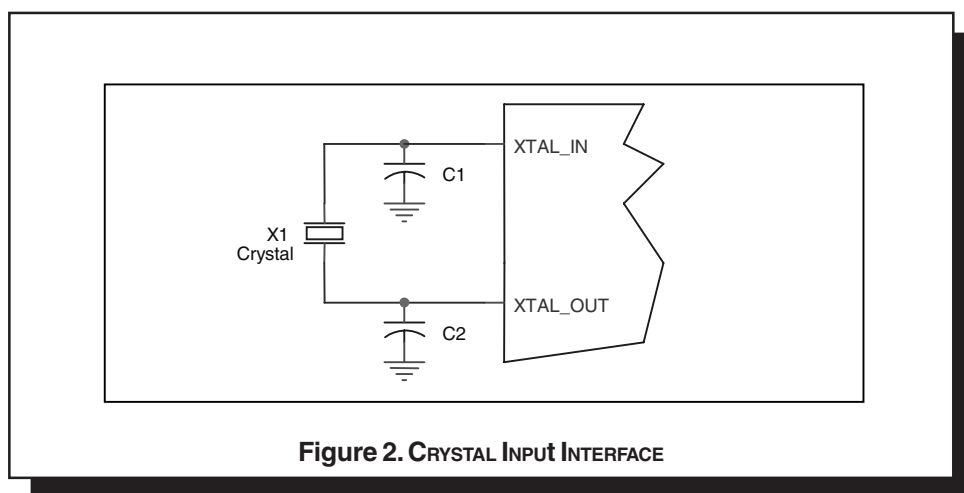 XTAL_IN
C1
X1
Crystal
XTAL_OUT
C2
Figure 2. CRYSTAL INPUt INTERFACE